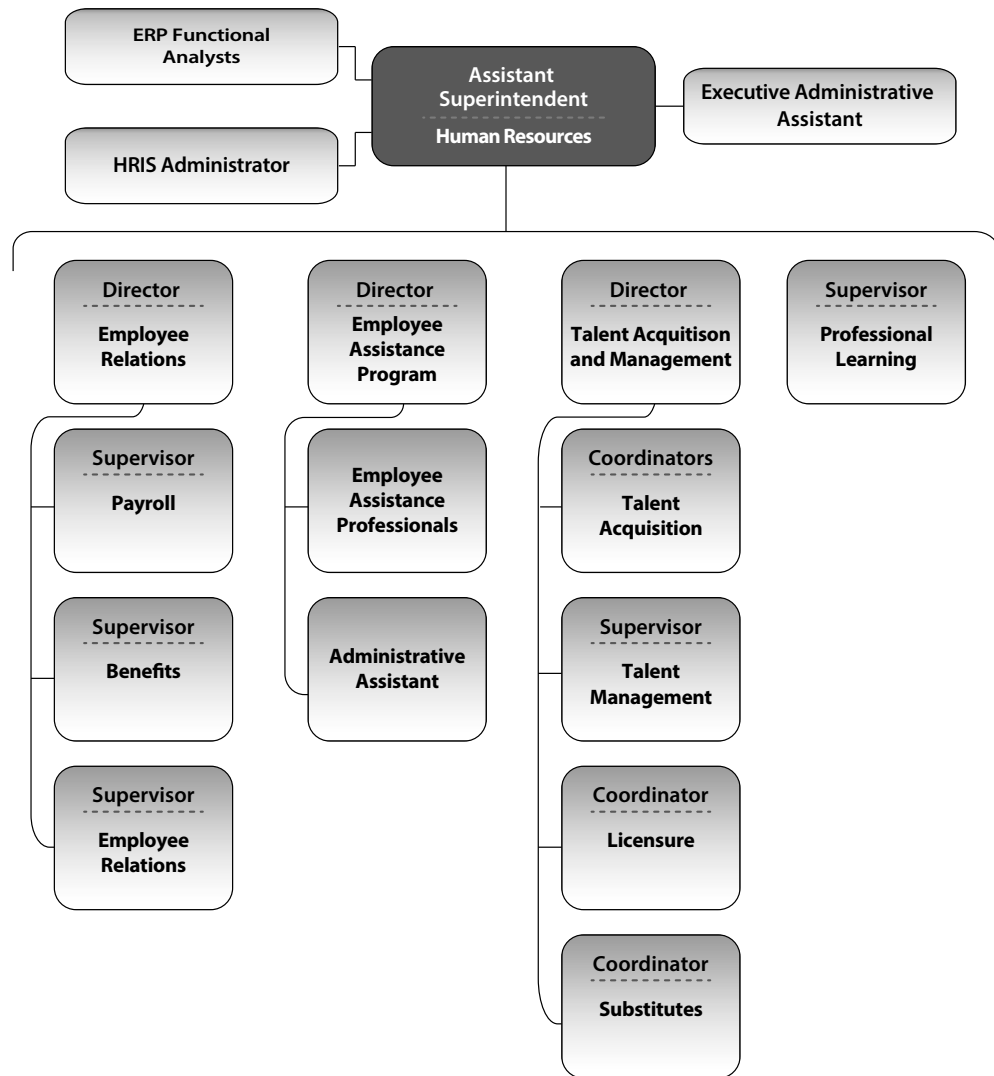 ERP Functional
Analysts
Assistant
Superintendent
Human Resources
Executive Administrative
Assistant
HRIS Administrator
Director
Employee
Relations
Director
Employee
Assistance
Program
Director
Talent Acquitison
and Management
Supervisor
Professional
Learning
Supervisor
Payroll
Employee
Assistance
Professionals
Coordinators
Talent
Acquisition
Supervisor
Benefits
Administrative
Assistant
Supervisor
Talent
Management
Supervisor
Employee
Relations
Coordinator
Licensure
Coordinator
Substitutes